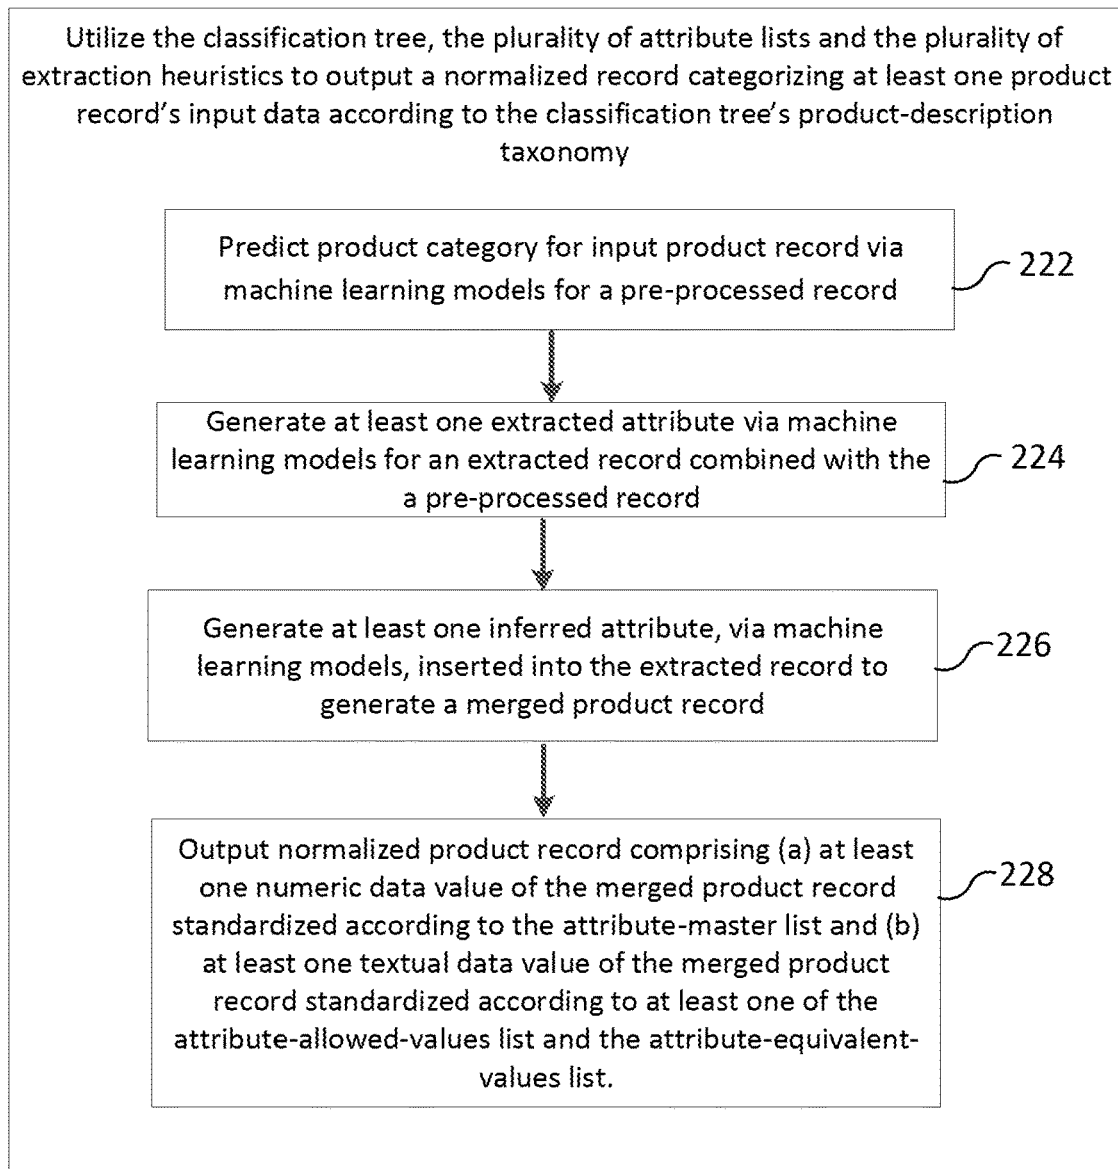 Utilize the classification tree, the plurality of attribute lists and the plurality of
extraction heuristics to output a normalized record categorizing at least one product
record's input data according to the classification tree's product-description
taxonomy
Predict product category for input product record via
machine learning models for a pre-processed record
222
Generate at least one extracted attribute via machine
learning models for an extracted record combined with the
a pre-processed record
224
Generate at least one inferred attribute, via machine
learning models, inserted into the extracted record to
generate a merged product record
226
Output normalized product record comprising (a) at least
one numeric data value of the merged product record
standardized according to the attribute-master list and (b)
at least one textual data value of the merged product
record standardized according to at least one of the
attribute-allowed-values list and the attribute-equivalent-
values list.
228